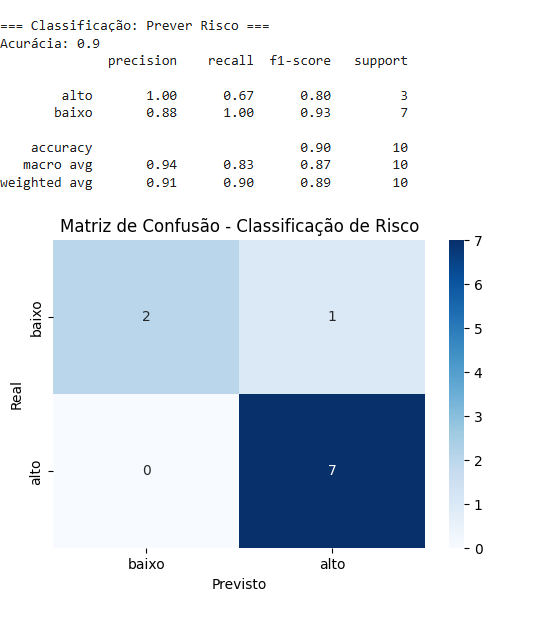 === Classificação: Prever Risco ===
Acurácia: 0.9
precision recall f1-score support
alto 1.00 0.67 0.80 3
baixo 0.88 1.00 0.93 7
accuracy 0.90 10
macro avg 0.94 0.83 0.87 10
weighted avg 0.91 0.90 0.89 10
Matriz de Confusão - Classificação de Risco
7
6
5
4
3
2
1
0
Real
baixo
2 1
alto
0 7
baixo alto
Previsto